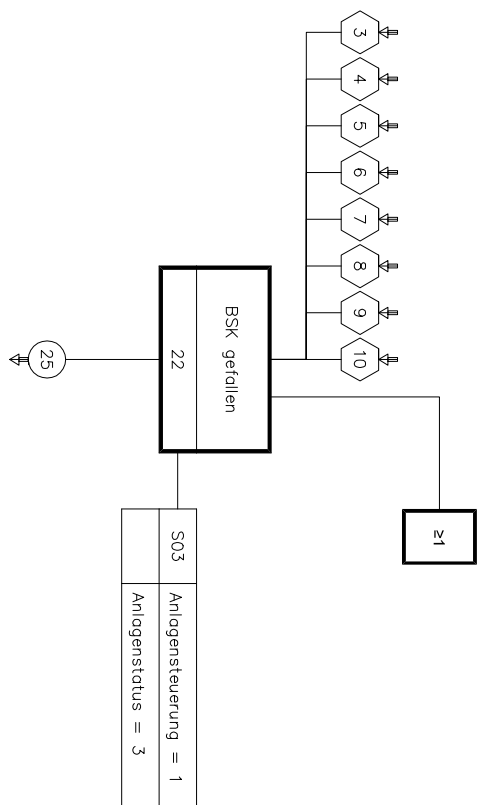 3
4
5
6
7
8
9
10
≥1
BSK gefallen
22
25
S03
Anlagensteuerung = 1
Anlagenstatus = 3